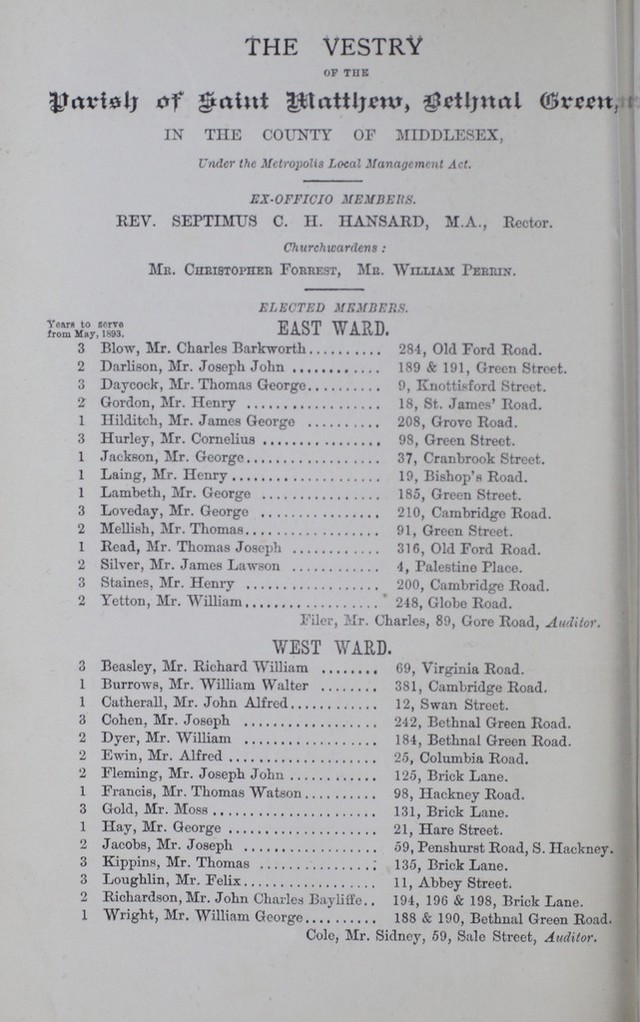 THE VESTRY
OF THE
Parish of Saint Matthew, Bethnal Green,
IN THE COUNTY OF MIDDLESEX,
Under the Metropolis Local Management Act.
EX-OFFICIO MEMBERS.
REV. SEPTIMUS C. H. HANSARD, M.A., Rector.
Churchwardens:
MR. CHRISTOPHER FORREST, MR. WILLIAM PERRIN.
ELECTED MEMBERS.
Years to serve from May, 1893. EAST WARD.
3 Blow, Mr. Charles Barkworth.......... 284, Old Ford Road.
2 Darlison, Mr. Joseph John ............ 189 & 191, Green Street.
3 Daycock, Mr. Thomas George.......... 9, Knottisford Street.
2 Gordon, Mr. Henry .................. 18, St. James' Road.
1 Hilditch, Mr. James George .......... 208, Grove Road.
3 Hurley, Mr. Cornelius ................ 98, Green Street.
1 Jackson, Mr. George.................. 37, Cranbrook Street.
1 Laing, Mr. Henry.................... 19, Bishop's Road.
1 Lambeth, Mr. George ................ 185, Green Street.
3 Loveday, Mr. George ................ 210, Cambridge Road.
2 Mellish, Mr. Thomas.................. 91, Green Street.
1 Read, Mr. Thomas Joseph ............ 316, Old Ford Road.
2 Silver, Mr. James Lawson ............ 4, Palestine Place.
3 Staines, Mr. Henry .................. 200, Cambridge Road.
2 Yetton, Mr. William.................. 248, Globe Road.
Filer, Mr. Charles, 89, Gore Road, Auditor.
WEST WARD.
3 Beasley, Mr. Richard William ........ 69, Virginia Road.
1 Burrows, Mr. William Walter ........ 381, Cambridge Road.
1 Catherall, Mr. John Alfred............ 12, Swan Street.
3 Cohen, Mr. Joseph .................. 242, Bethnal Green Road.
2 Dyer, Mr. William .................. 184, Bethnal Green Road.
2 Ewin, Mr. Alfred .................... 25, Columbia Road.
2 Fleming, Mr. Joseph John ............ 125, Brick Lane.
1 Francis, Mr. Thomas Watson.......... 98, Hackney Road.
3 Gold, Mr. Moss...................... 131, Brick Lane.
1 Hay, Mr. George .................... 21, Hare Street.
2 Jacobs, Mr. Joseph .................. 59, Penshurst Road, S. Hackney.
3 Kippins, Mr. Thomas ................ 135, Brick Lane.
3 Loughlin, Mr. Felix.................. 11, Abbey Street.
2 Richardson, Mr. John Charles Bayliffe.. 194, 196 & 198, Brick Lane.
1 Wright, Mr. William George.......... 188 & 190, Bethnal Green Road.
Cole, Mr. Sidney, 59, Sale Street, Auditor.